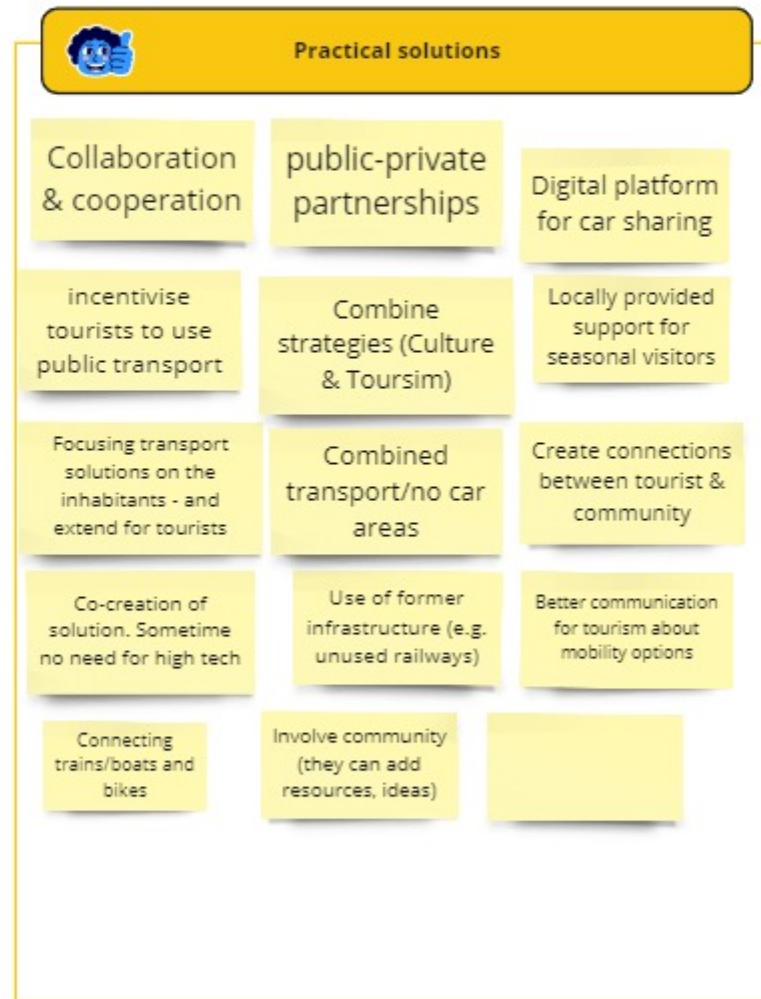 Practical solutions
Collaboration
& cooperation
public-private
partnerships
Digital platform
for car sharing
incentivise
tourists to use
public transport
Combine
strategies (Culture
& Toursim)
Locally provided
support for
seasonal visitors
Focusing transport
solutions on the
inhabitants - and
extend for tourists
Combined
transport/no car
areas
Create connections
between tourist &
community
Co-creation of
solution. Sometime
no need for high tech
Use of former
infrastructure (e.g.
unused railways)
Better communication
for tourism about
mobility options
Connecting
trains/boats and
bikes
Involve community
(they can add
resources, ideas)